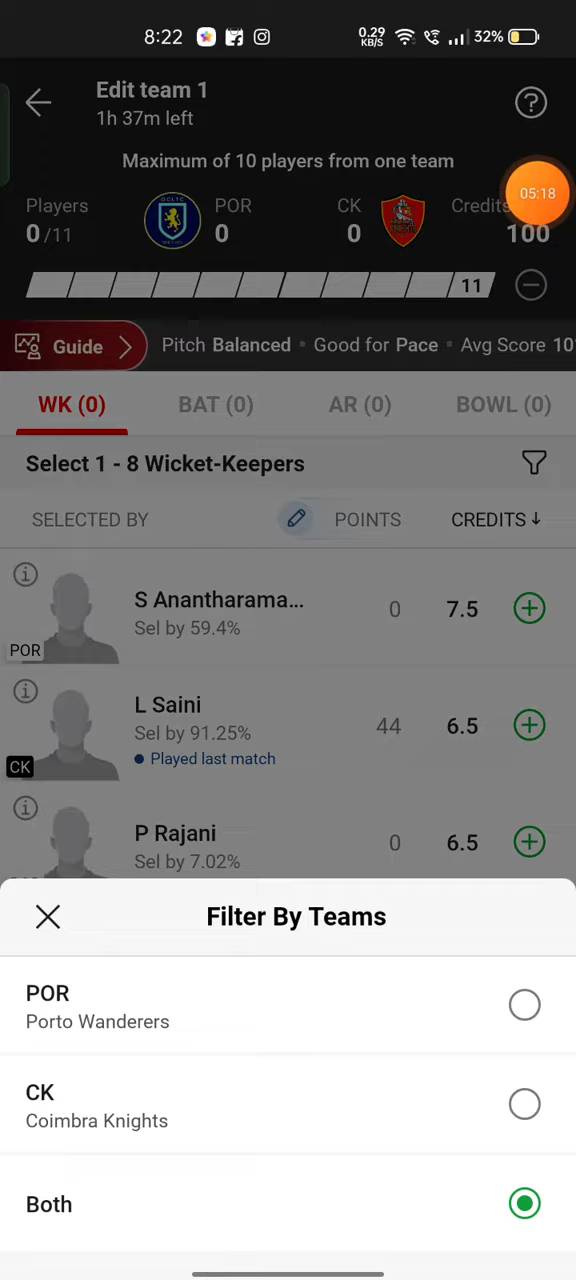 8:22
0.29 KB/S
32%
Edit team 1
1h 37m left
Maximum of 10 players from one team
05:18
Players
0/11
POR
0
CK
0
Credits
100
11
Guide
Pitch Balanced • Good for Pace • Avg Score 10
WK (0) BAT (0) AR (0) BOWL (0)
Select 1 - 8 Wicket-Keepers
SELECTED BY POINTS CREDITS↓
S Anantharama... 0 7.5
Sel by 59.4%
POR
L Saini
Sel by 91.25% 44 6.5
Played last match
CK
P Rajani 0 6.5
Sel by 7.02%
Filter By Teams
POR
Porto Wanderers
CK
Coimbra Knights
Both